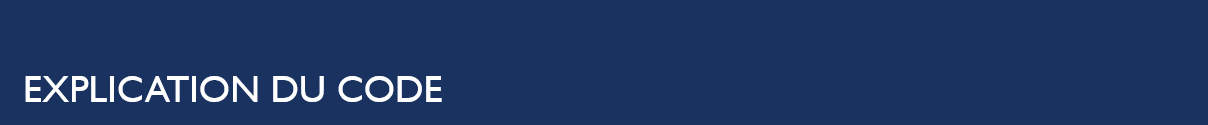 EXPLICATION DU CODE